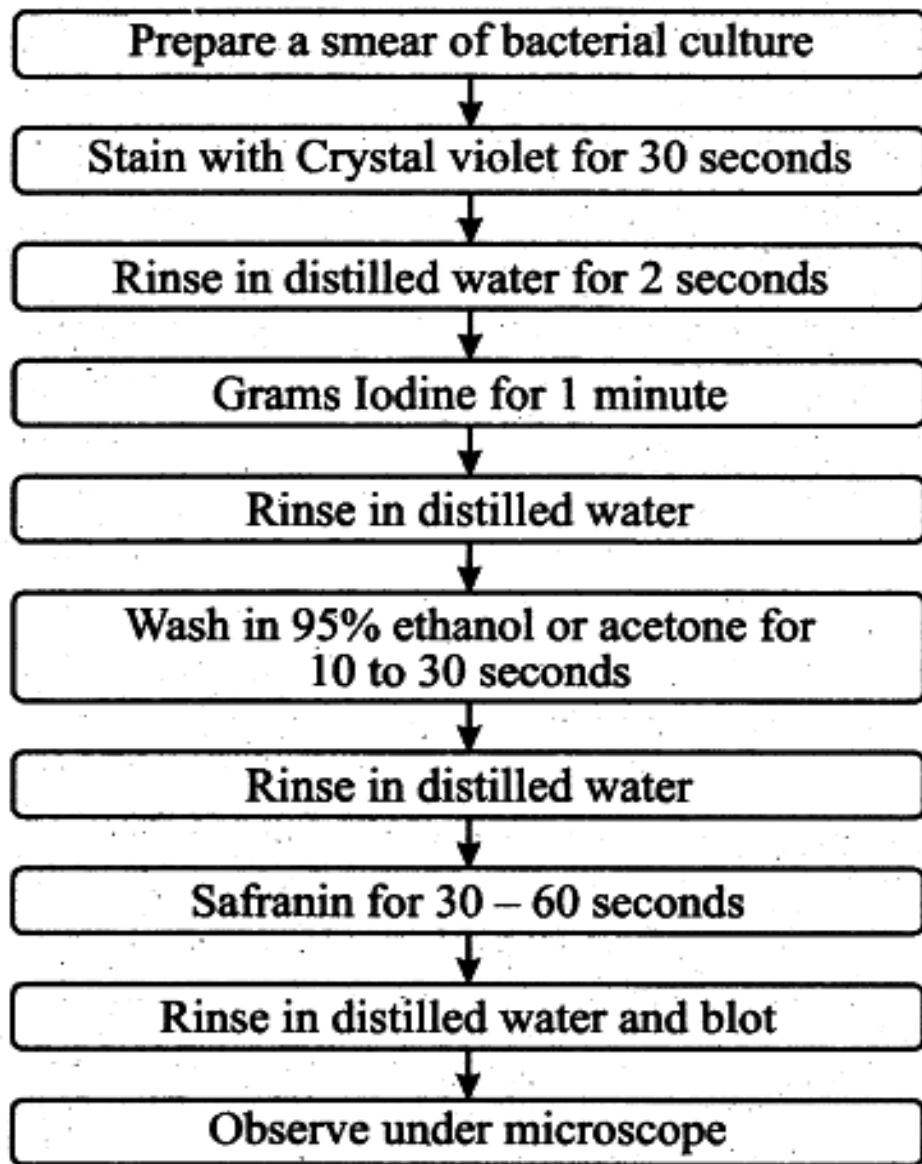 Prepare a smear of bacterial culture
Stain with Crystal violet for 30 seconds
Rinse in distilled water for 2 seconds
Grams Iodine for 1 minute
Rinse in distilled water
Wash in 95% ethanol or acetone for
10 to 30 seconds
Rinse in distilled water
Safranin for 30 – 60 seconds
Rinse in distilled water and blot
Observe under microscope